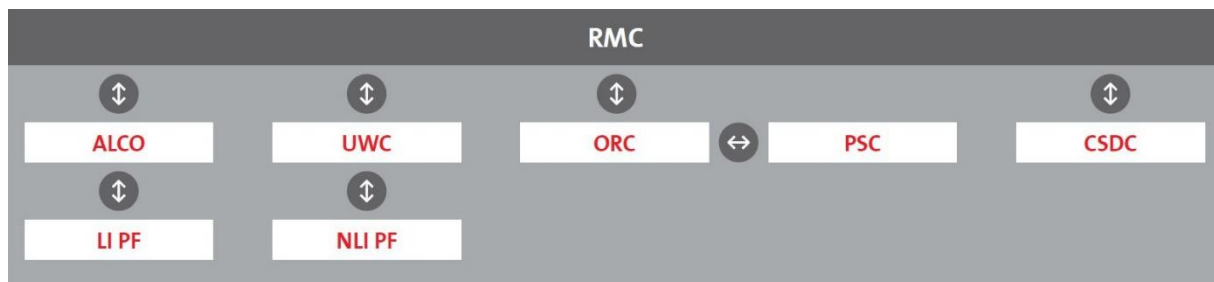 RMC
ALCO UWC ORC PSC CSDC
LI PF NLI PF